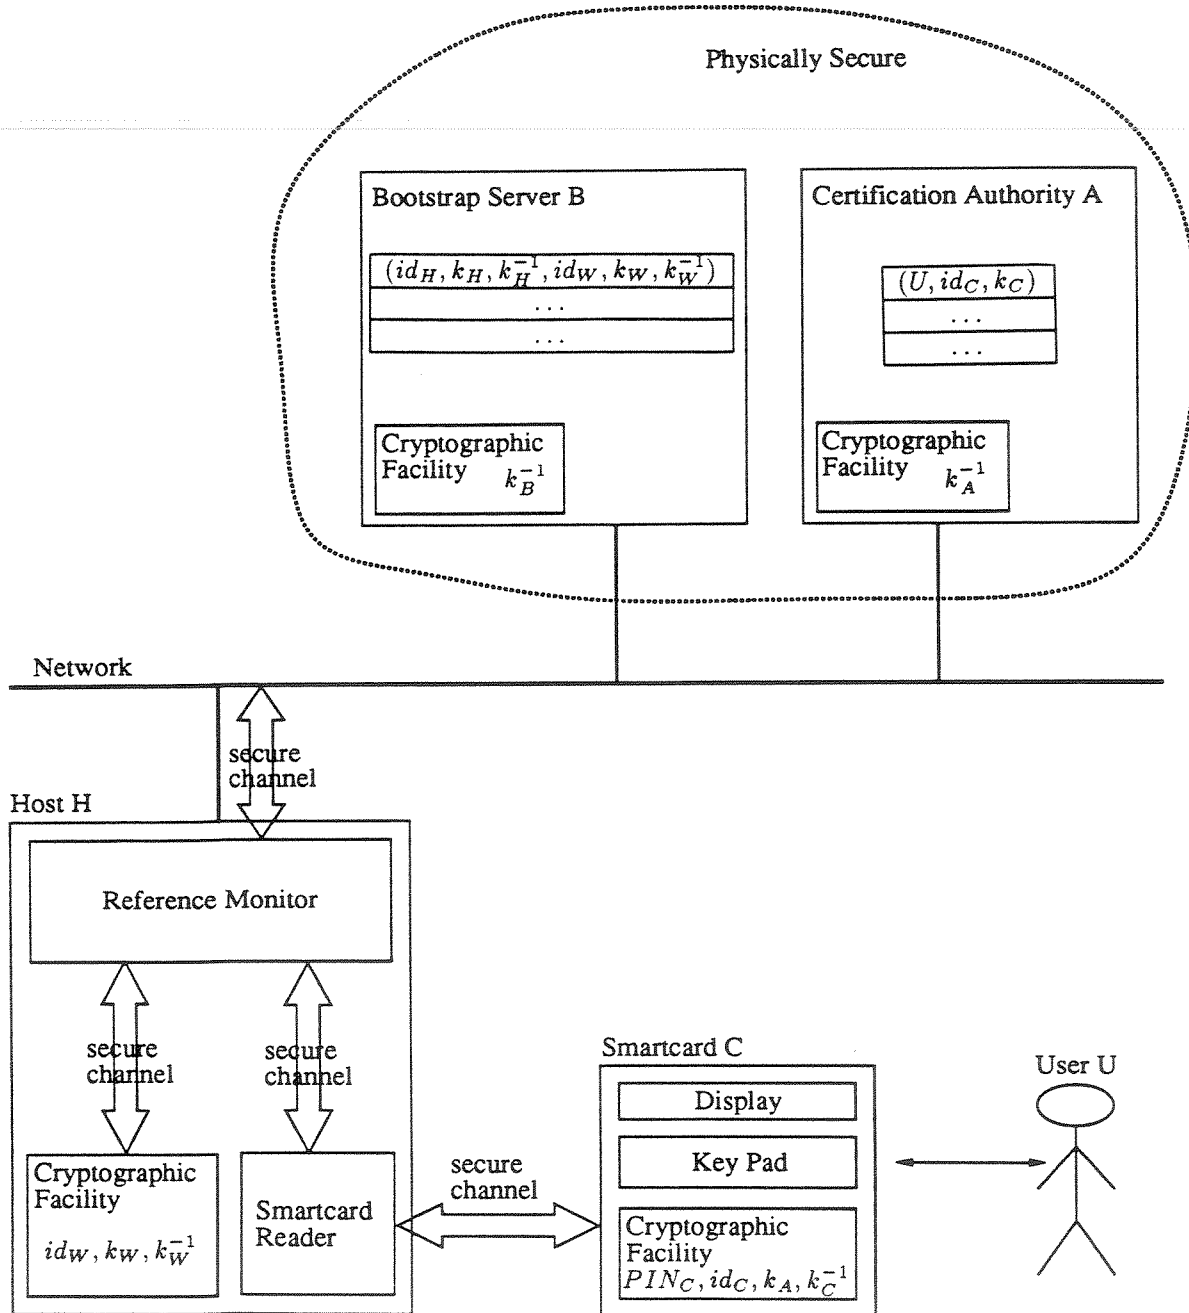 Physically Secure
Bootstrap Server B
(id_H, k_H, k_H^{-1}, id_W, k_W, k_W^{-1})
...
...
Cryptographic
Facility k_B^{-1}
Certification Authority A
(U, id_C, k_C)
...
...
Cryptographic
Facility k_A^{-1}
Network
secure
channel
Host H
Reference Monitor
secure
channel
secure
channel
Cryptographic
Facility
id_W, k_W, k_W^{-1}
Smartcard
Reader
secure
channel
Smartcard C
Display
Key Pad
Cryptographic
Facility
PIN_C, id_C, k_A, k_C^{-1}
User U